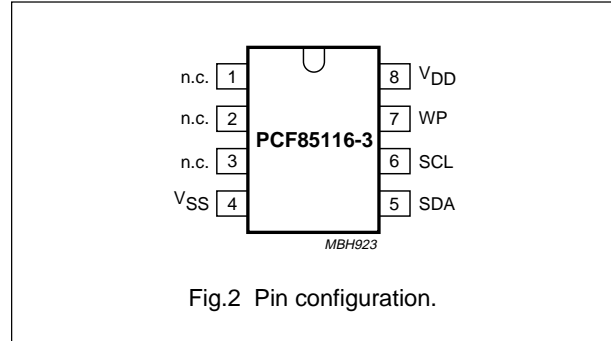 n.c. 1 8 VDD
n.c. 2 7 WP
PCF85116-3
n.c. 3 6 SCL
VSS 4 5 SDA
MBH923
Fig.2 Pin configuration.